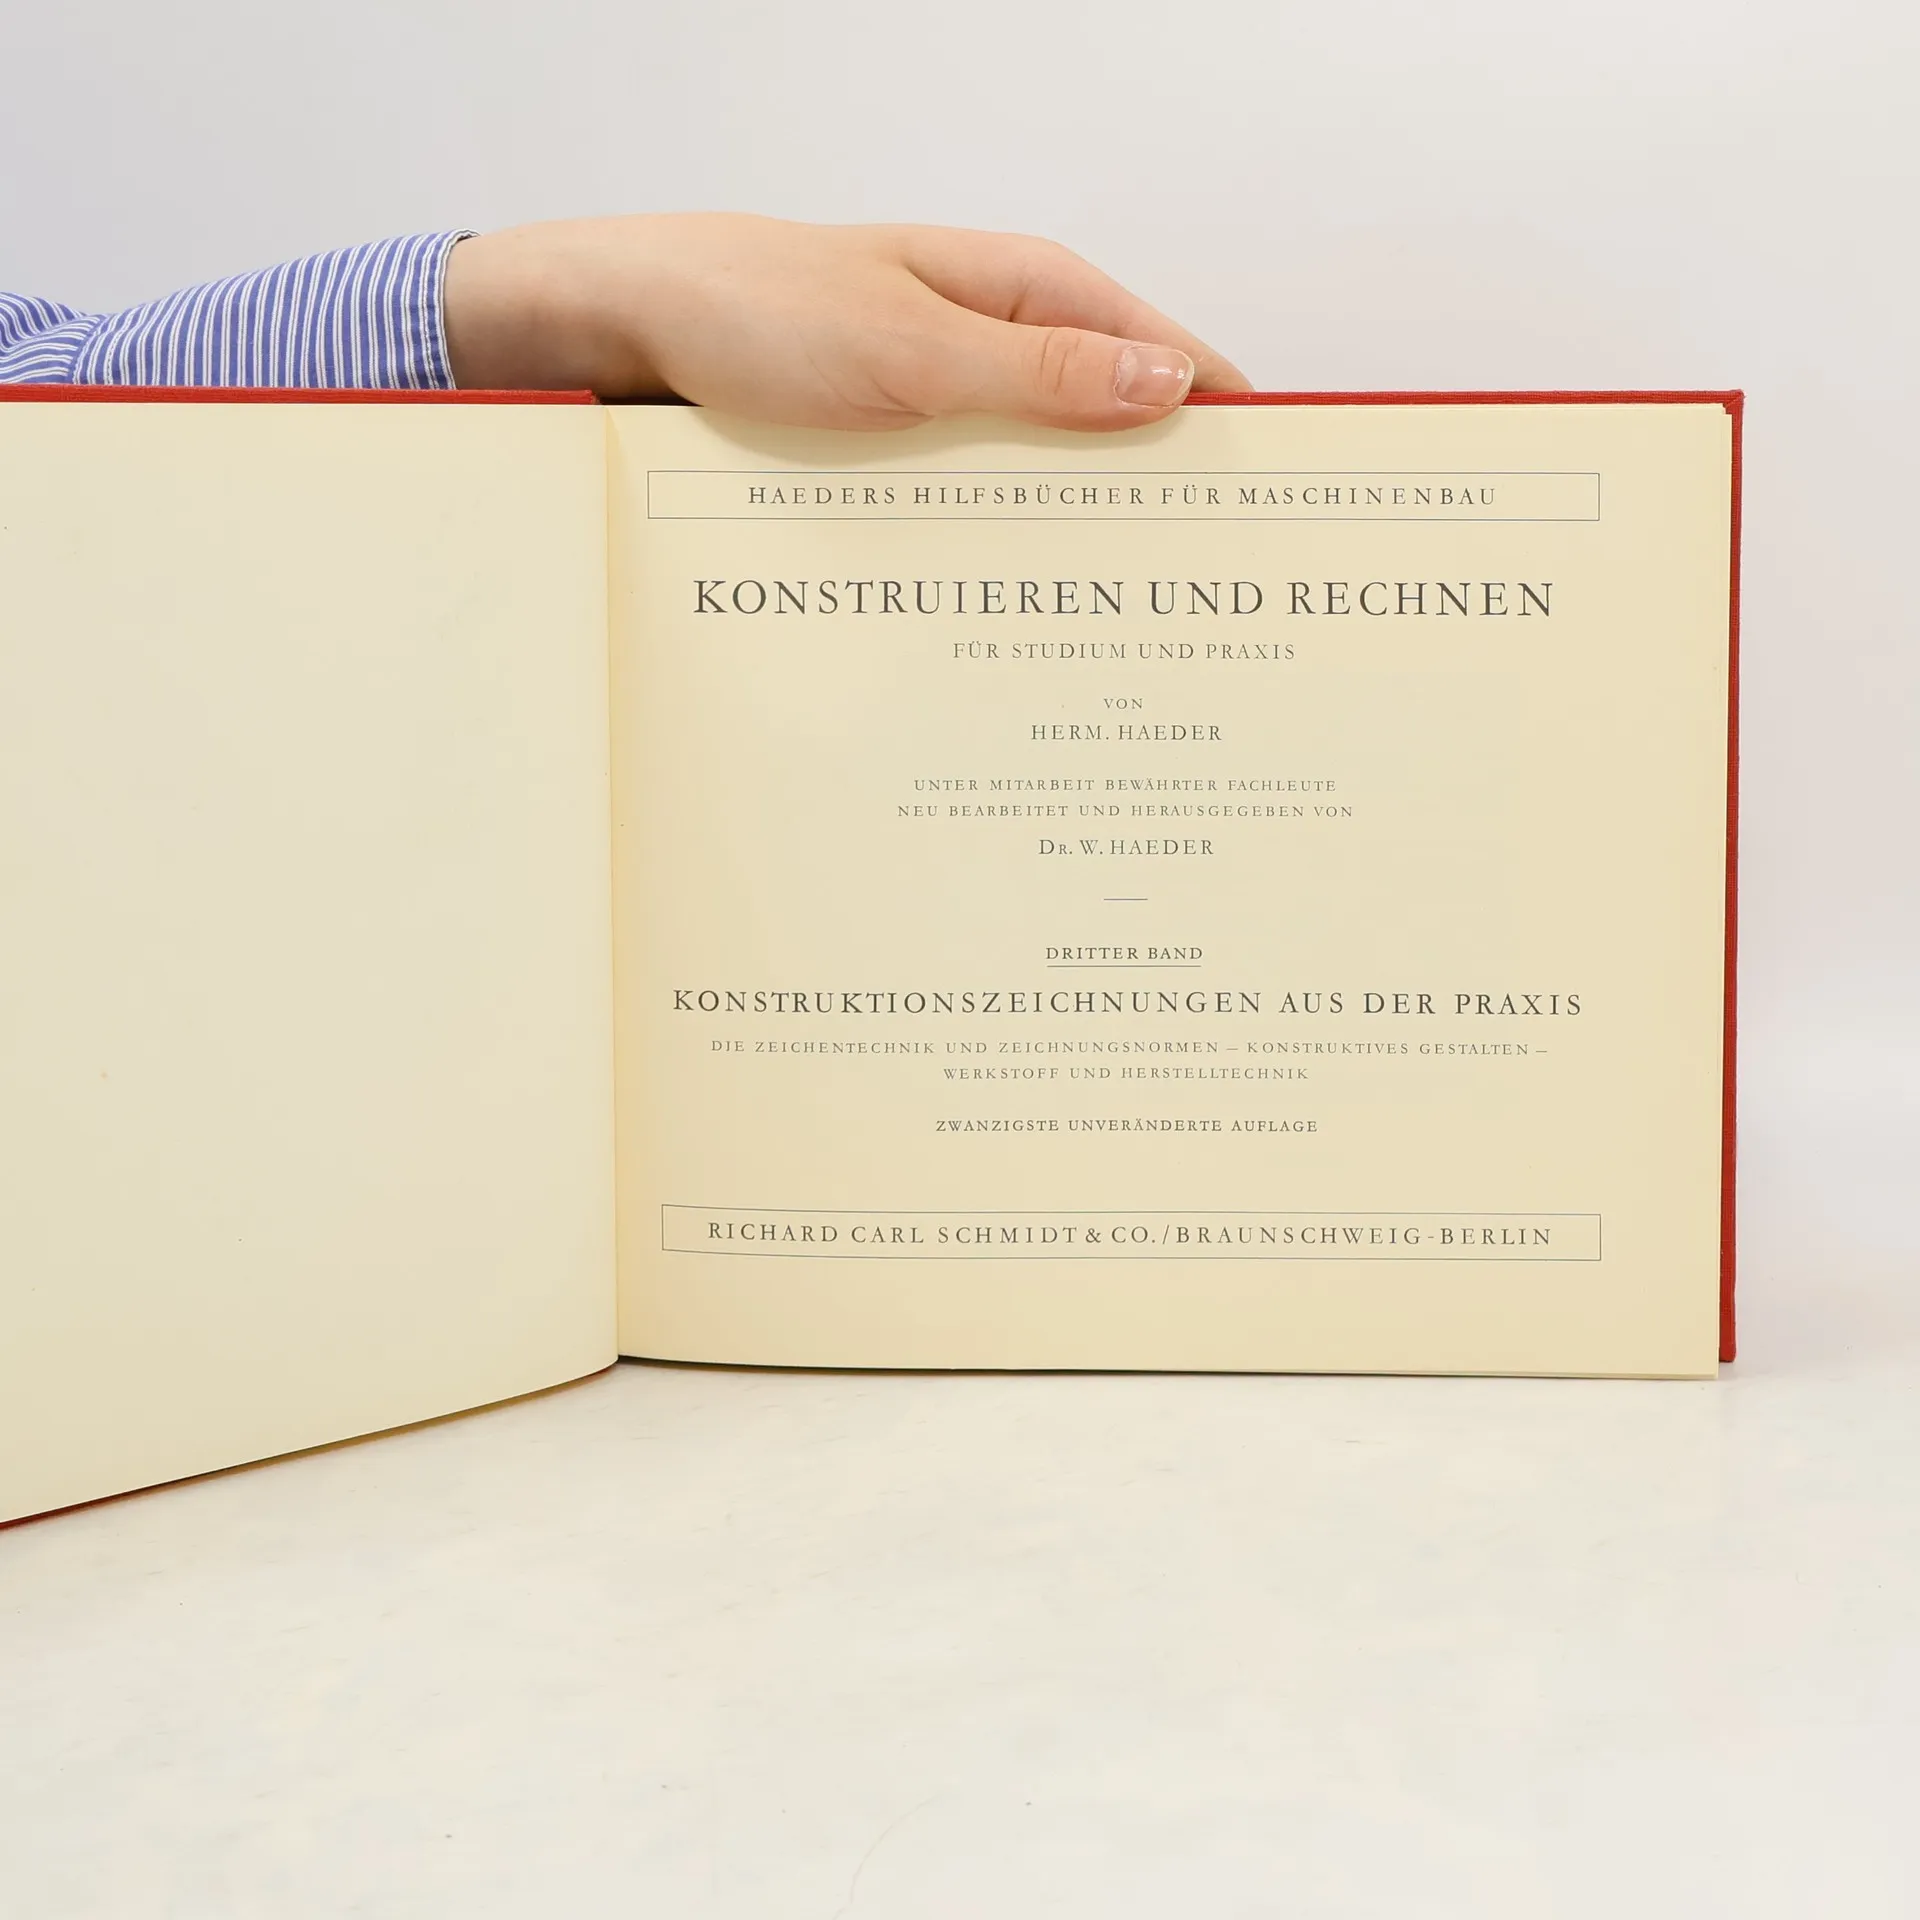 HAEDERS HILFSBÜCHER FÜR MASCHINENBAU
KONSTRUIEREN UND RECHNEN
FÜR STUDIUM UND PRAXIS
VON
HERM. HAEDER
UNTER MITARBEIT BEWÄHRTER FACHLEUTE
NEU BEARBEITET UND HERAUSGEGEBEN VON
DR. W. HAEDER
DRITTER BAND
KONSTRUKTIONSZEICHNUNGEN AUS DER PRAXIS
DIE ZEICHENTECHNIK UND ZEICHNUNGSNORMEN – KONSTRUKTIVES GESTALTEN –
WERKSTOFF UND HERSTELLTECHNIK
ZWANZIGSTE UNVERÄNDERTE AUFLAGE
RICHARD CARL SCHMIDT & CO./BRAUNSCHWEIG-BERLIN